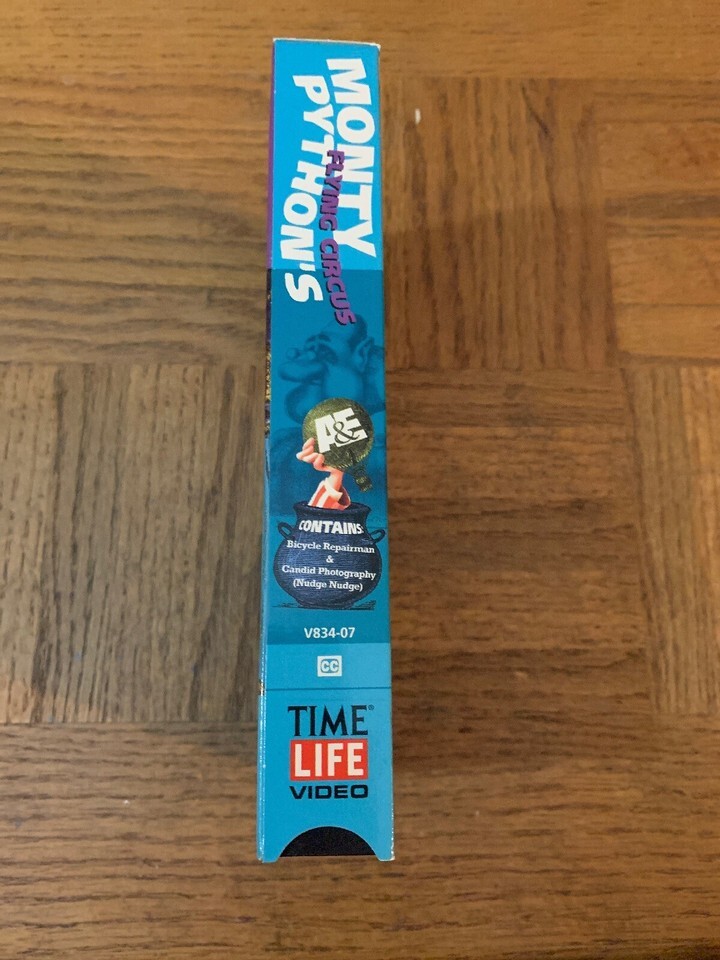 MONTY
PYTHON'S
FLYING CIRCUS
A&E
CONTAINS:
Bicycle Repairman
&
Candid Photography
(Nudge Nudge)
V834-07
CC
TIME®
LIFE
VIDEO